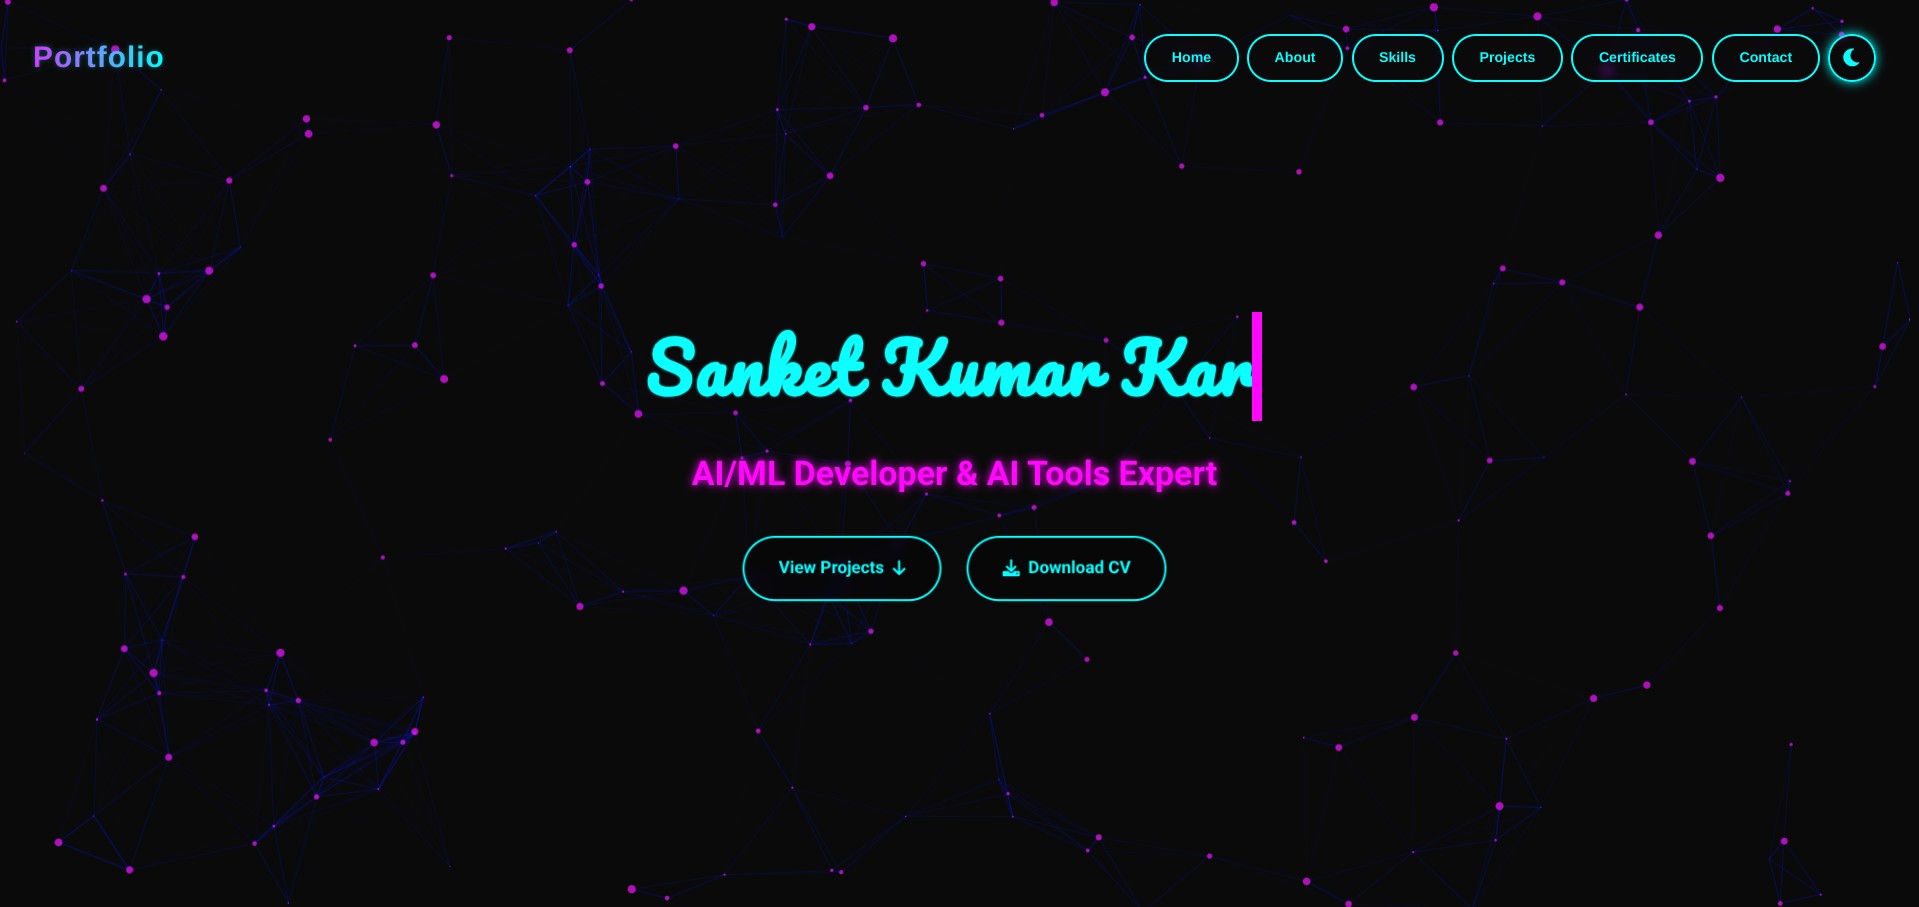 Portfolio
Home About Skills Projects Certificates Contact
Sanket Kumar Kar
AI/ML Developer & AI Tools Expert
View Projects Download CV